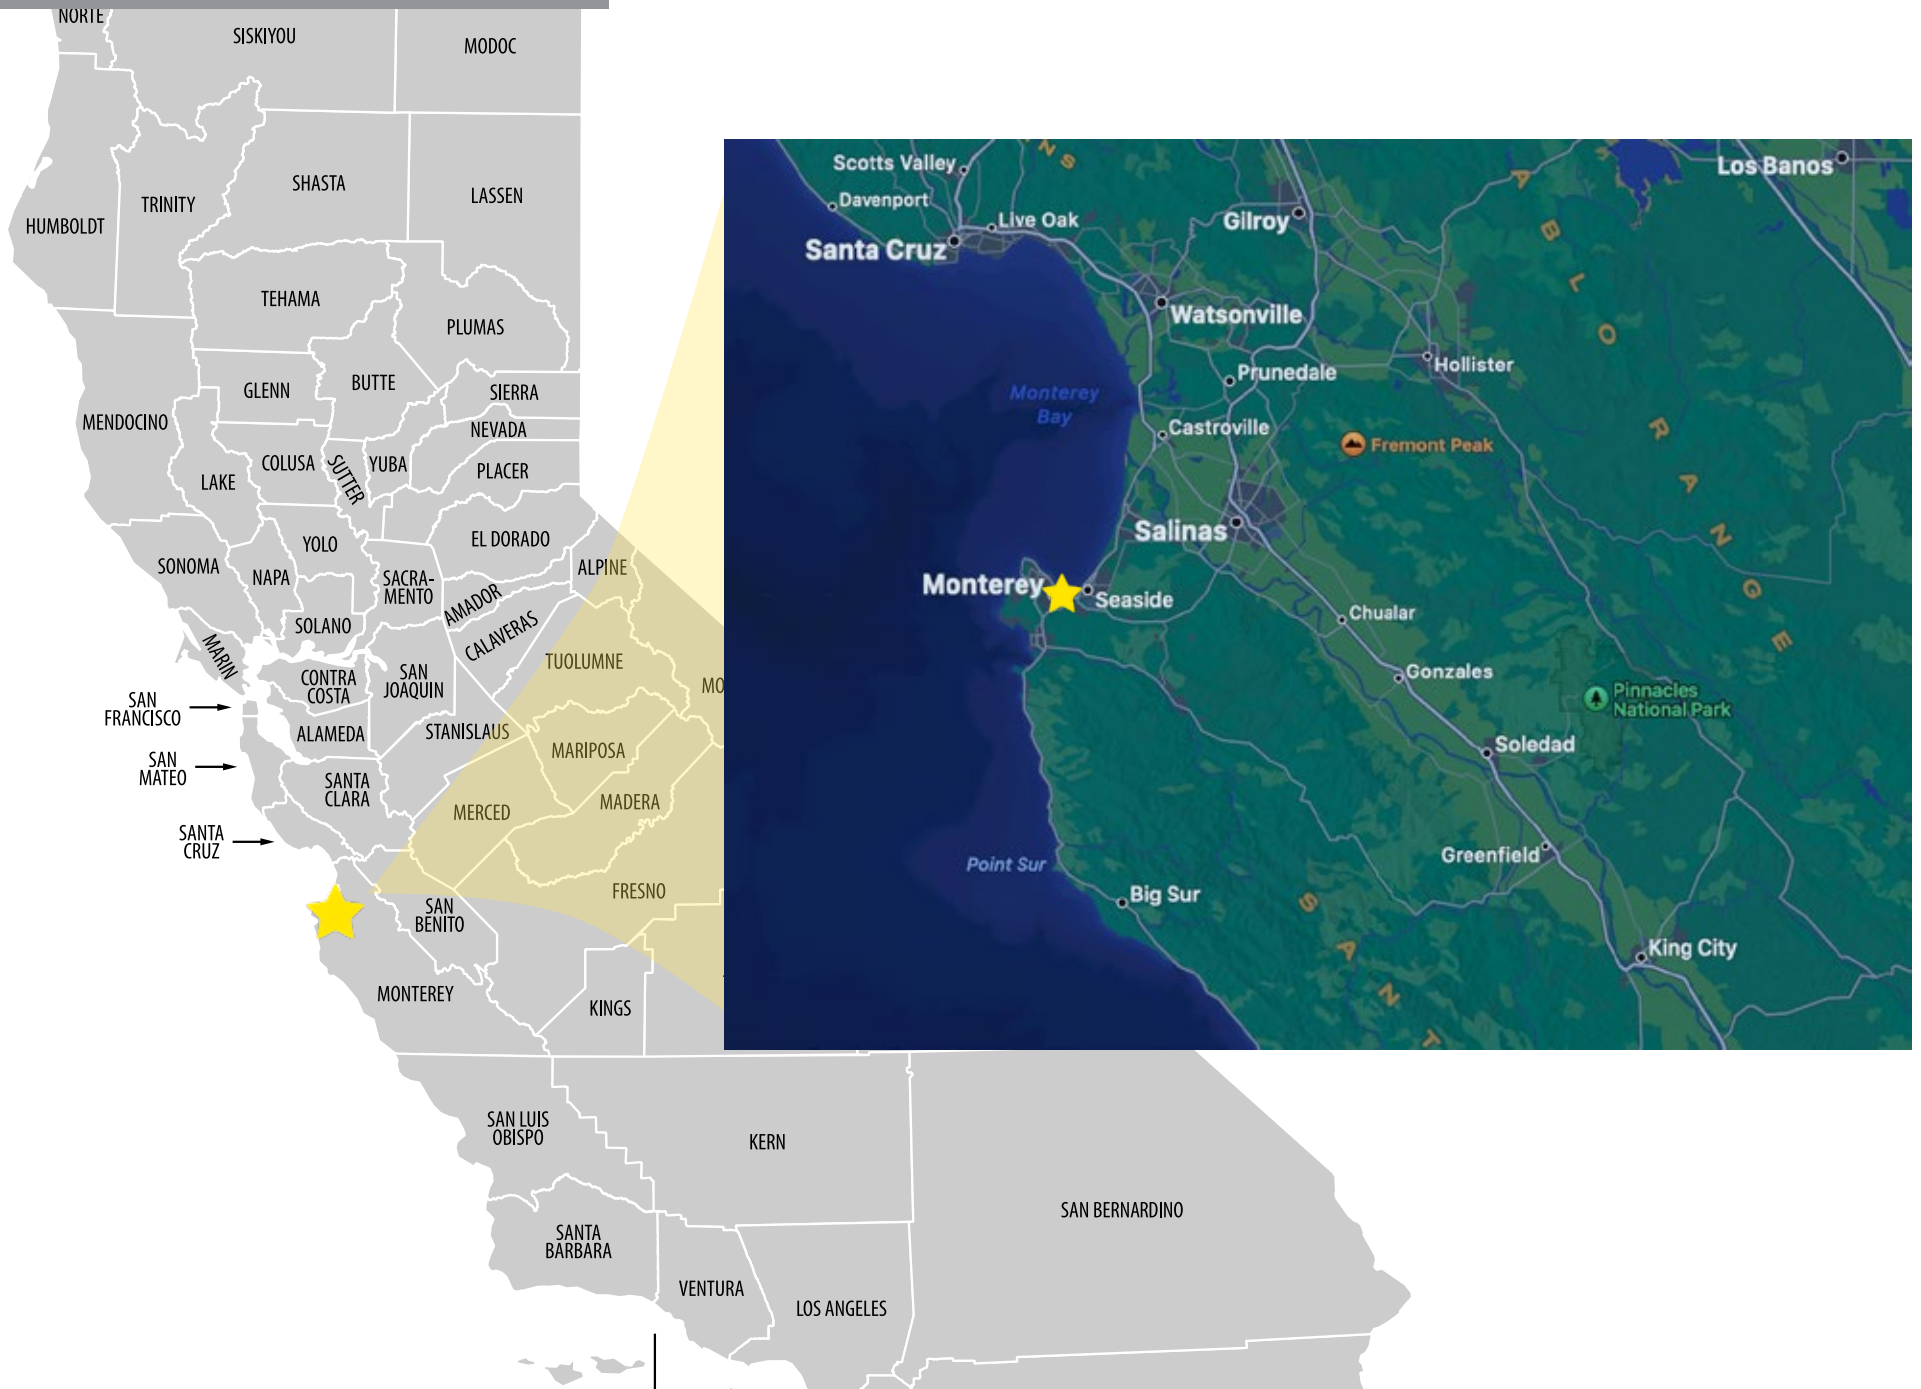 NORTE
SISKIYOU
MODOC
HUMBOLDT
TRINITY
SHASTA
LASSEN
TEHAMA
PLUMAS
MENDOCINO
GLENN
BUTTE
SIERRA
NEVADA
LAKE
COLUSA
SUTTER
YUBA
PLACER
SONOMA
NAPA
YOLO
EL DORADO
ALPINE
SACRA-
MENTO
AMADOR
CALAVERAS
SOLANO
MARIN
CONTRA
COSTA
SAN
JOAQUIN
TUOLUMNE
MO
SAN
FRANCISCO
ALAMEDA
STANISLAUS
MARIPOSA
SAN
MATEO
SANTA
CLARA
MERCED
MADERA
SANTA
CRUZ
FRESNO
SAN
BENITO
MONTEREY
KINGS
SAN LUIS
OBISPO
KERN
SAN BERNARDINO
SANTA
BARBARA
VENTURA
LOS ANGELES
Scotts Valley
N S
Davenport
Live Oak
Santa Cruz
Gilroy
Los Banos
Watsonville
Hollister
Prunedale
Monterey
Bay
Castroville
Fremont Peak
Salinas
Monterey
Seaside
Chualar
Gonzales
Pinnacles
National Park
Soledad
Greenfield
Point Sur
Big Sur
King City
A B L O R A N G E
S A N T